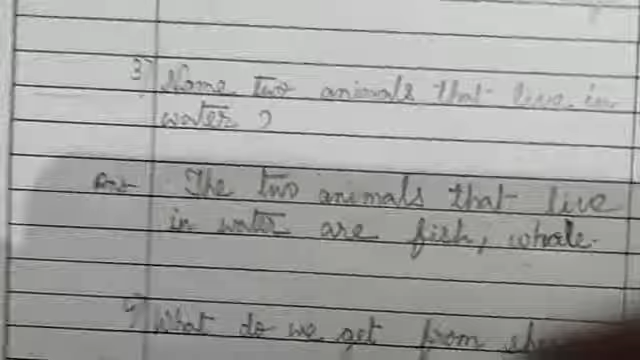 3) Name two animals that live in
water ?
Ans- The two animals that live
in water are fish, whale.
4) What do we get from